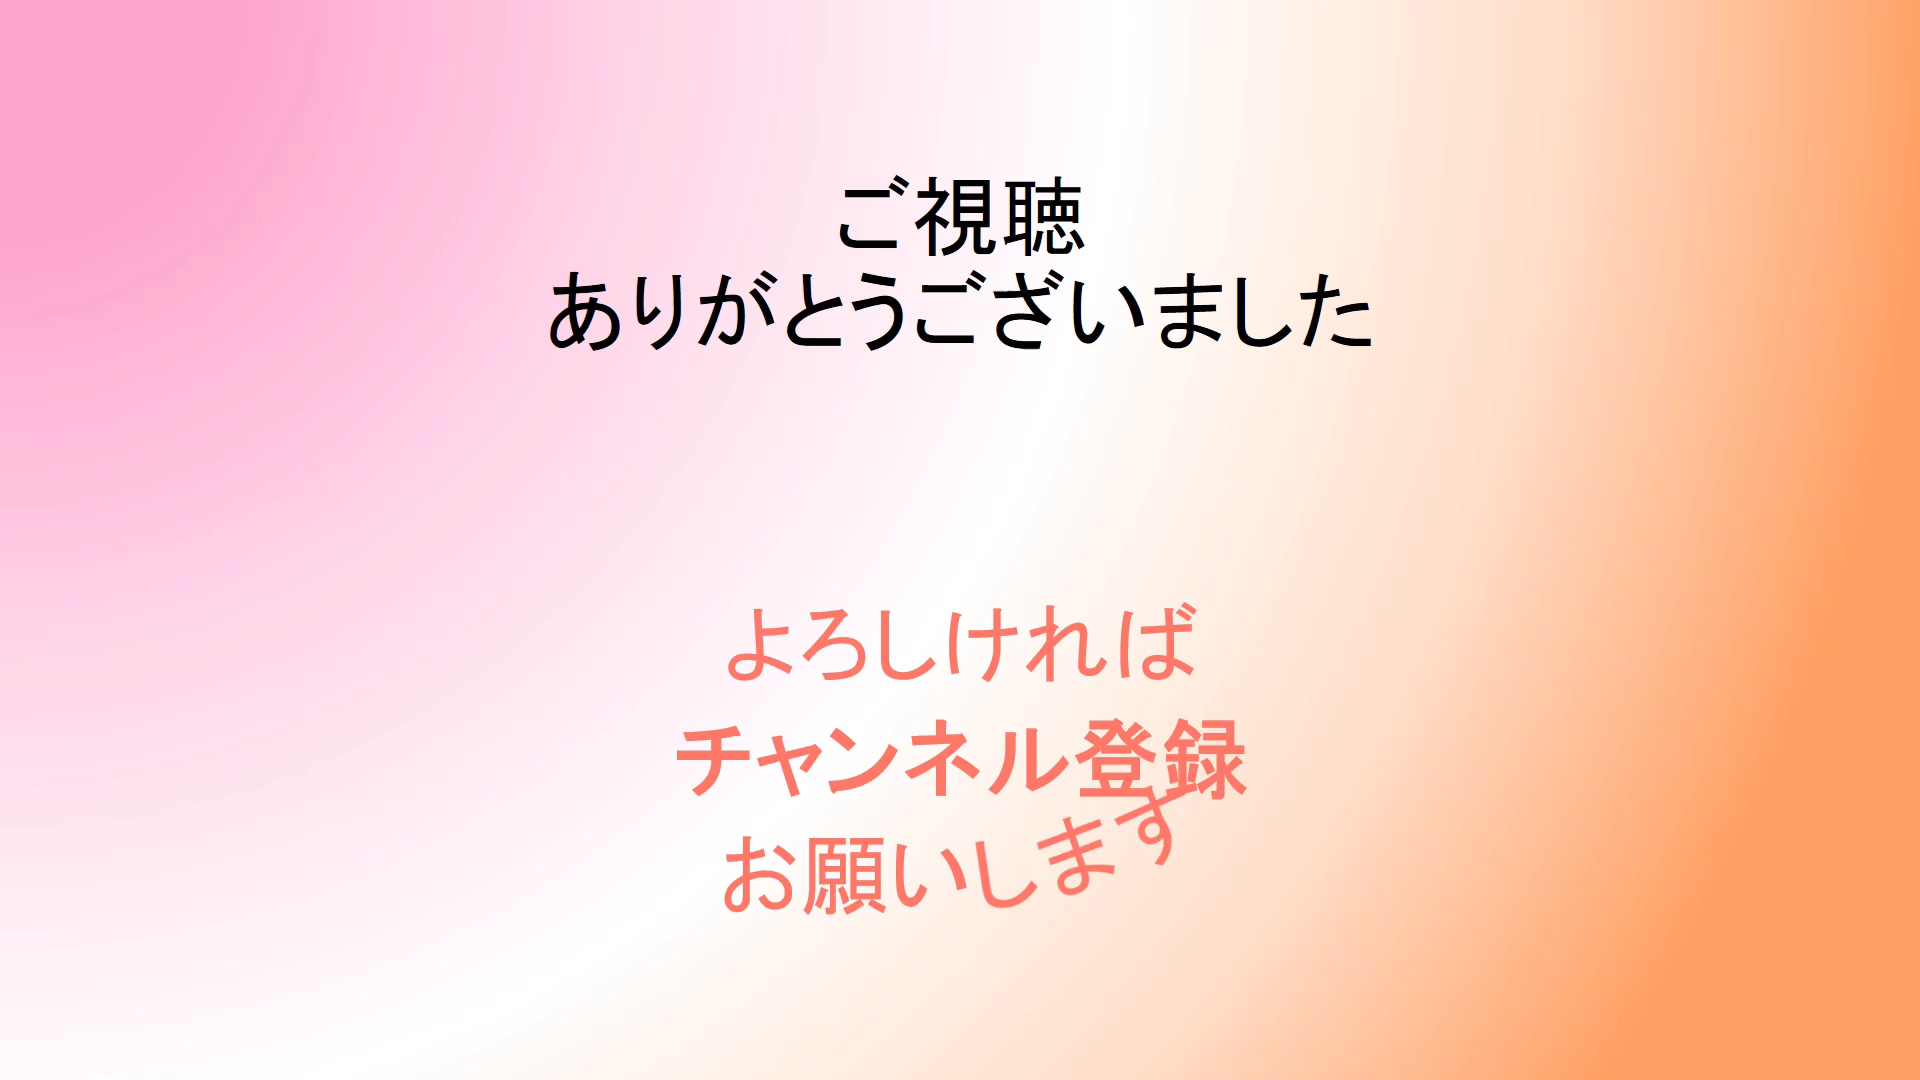 ご視聴
ありがとうございました
よろしければ
チャンネル登録
お願いします